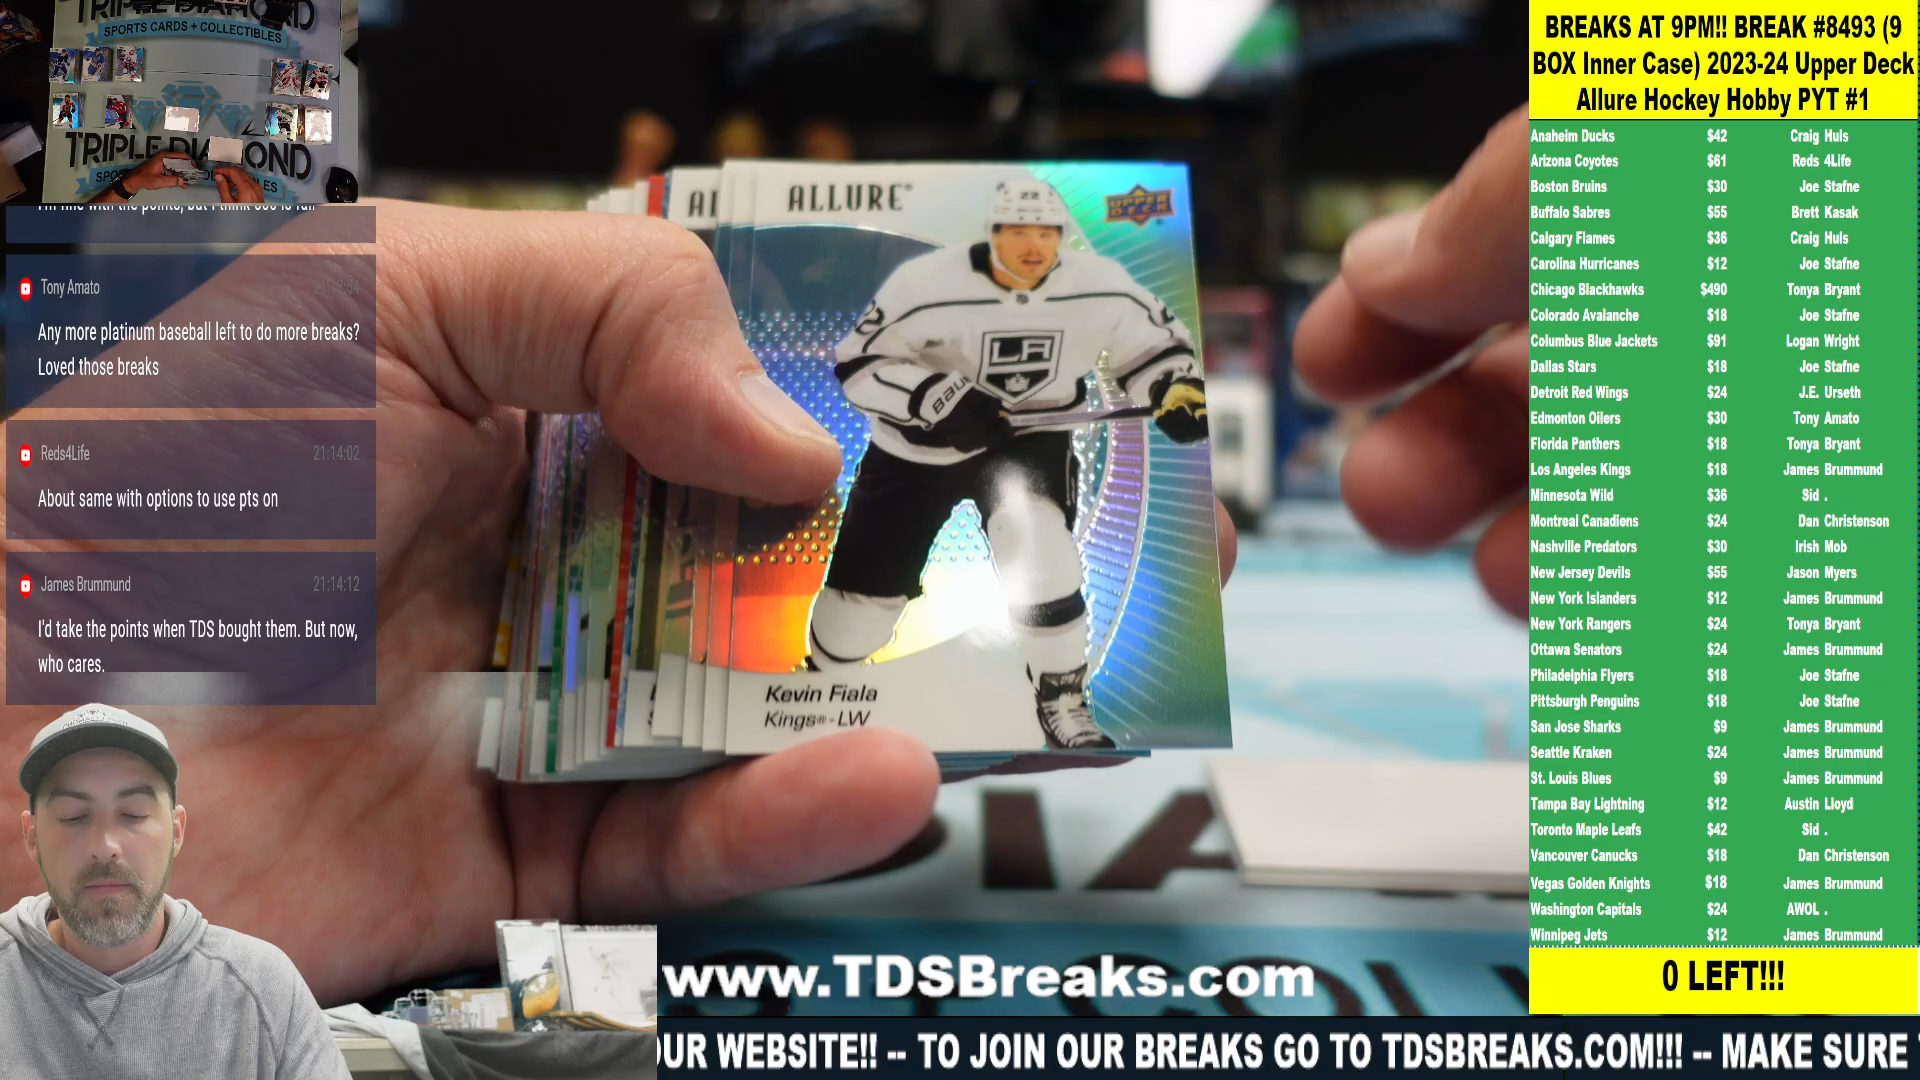 TRIPLE DIAMOND
SPORTS CARDS + COLLECTIBLES
TRIPLE DIAMOND
Tony Amato
Any more platinum baseball left to do more breaks?
Loved those breaks
Reds4Life 21:14:02
About same with options to use pts on
James Brummund 21:14:12
I'd take the points when TDS bought them. But now,
who cares.
ALLURE
UPPER DECK
22
LA
BAUER
Kevin Fiala
Kings - LW
www.TDSBreaks.com
OUR WEBSITE!! -- TO JOIN OUR BREAKS GO TO TDSBREAKS.COM!!! -- MAKE SURE
BREAKS AT 9PM!! BREAK #8493 (9
BOX Inner Case) 2023-24 Upper Deck
Allure Hockey Hobby PYT #1
Anaheim Ducks $42 Craig Huls
Arizona Coyotes $61 Reds 4Life
Boston Bruins $30 Joe Stafne
Buffalo Sabres $55 Brett Kasak
Calgary Flames $36 Craig Huls
Carolina Hurricanes $12 Joe Stafne
Chicago Blackhawks $490 Tonya Bryant
Colorado Avalanche $18 Joe Stafne
Columbus Blue Jackets $91 Logan Wright
Dallas Stars $18 Joe Stafne
Detroit Red Wings $24 J.E. Urseth
Edmonton Oilers $30 Tony Amato
Florida Panthers $18 Tonya Bryant
Los Angeles Kings $18 James Brummund
Minnesota Wild $36 Sid .
Montreal Canadiens $24 Dan Christenson
Nashville Predators $30 Irish Mob
New Jersey Devils $55 Jason Myers
New York Islanders $12 James Brummund
New York Rangers $24 Tonya Bryant
Ottawa Senators $24 James Brummund
Philadelphia Flyers $18 Joe Stafne
Pittsburgh Penguins $18 Joe Stafne
San Jose Sharks $9 James Brummund
Seattle Kraken $24 James Brummund
St. Louis Blues $9 James Brummund
Tampa Bay Lightning $12 Austin Lloyd
Toronto Maple Leafs $42 Sid .
Vancouver Canucks $18 Dan Christenson
Vegas Golden Knights $18 James Brummund
Washington Capitals $24 AWOL .
Winnipeg Jets $12 James Brummund
0 LEFT!!!